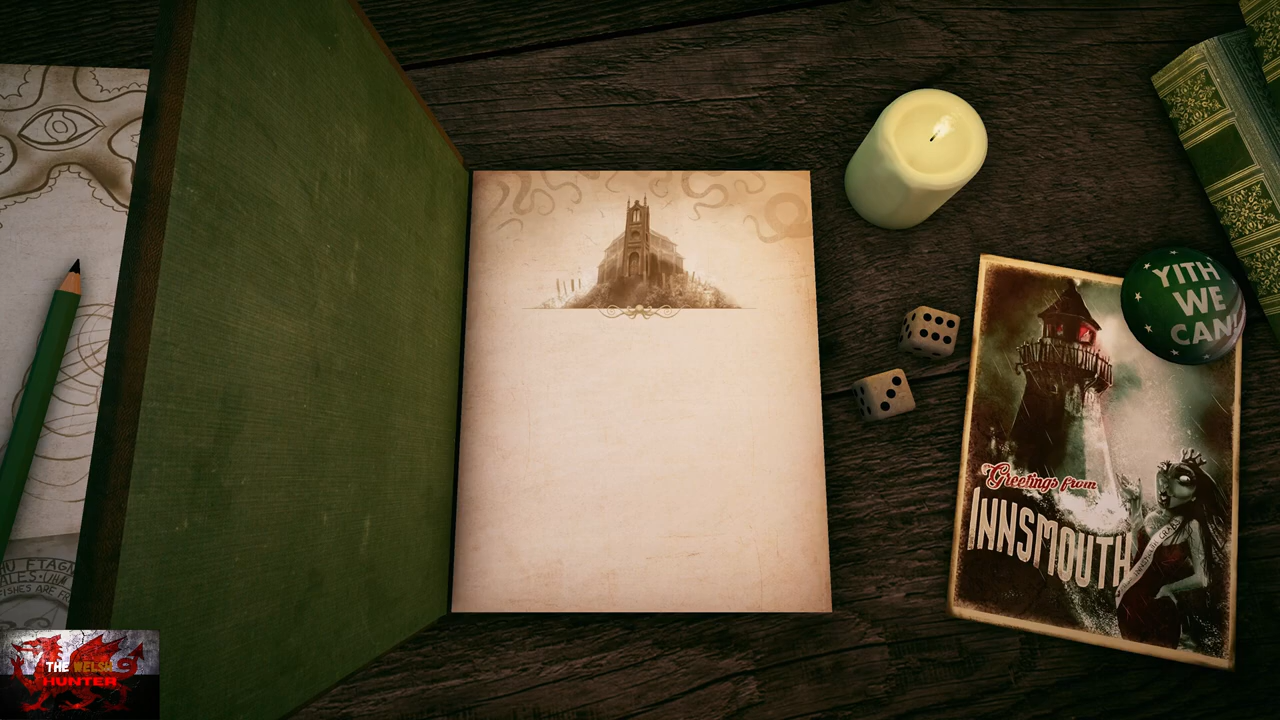 YITH
WE
CAN!
Greetings from
INNSMOUTH
THE WELSH
HUNTER